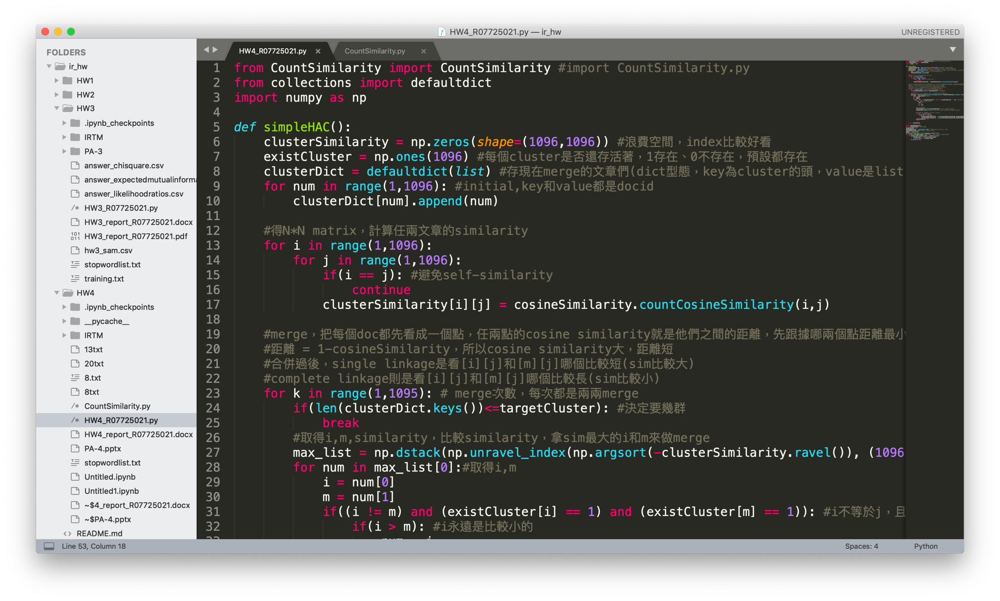 HW4_R07725021.py — ir_hw
UNREGISTERED
FOLDERS
ir_hw
HW1
HW2
HW3
.ipynb_checkpoints
IRTM
PA-3
answer_chisquare.csv
answer_expectedmutualinforma
answer_likelihoodratios.csv
/* HW3_R07725021.py
HW3_report_R07725021.docx
HW3_report_R07725021.pdf
hw3_sam.csv
stopwordlist.txt
training.txt
HW4
.ipynb_checkpoints
__pycache__
IRTM
13txt
20txt
8.txt
8txt
/* CountSimilarity.py
/* HW4_R07725021.py
HW4_report_R07725021.docx
PA-4.pptx
stopwordlist.txt
Untitled.ipynb
Untitled1.ipynb
~$4_report_R07725021.docx
~$PA-4.pptx
<> README.md
HW4_R07725021.py × CountSimilarity.py ×
1 from CountSimilarity import CountSimilarity #import CountSimilarity.py
2 from collections import defaultdict
3 import numpy as np
4
5 def simpleHAC():
6 clusterSimilarity = np.zeros(shape=(1096,1096)) #浪費空間，index比較好看
7 existCluster = np.ones(1096) #每個cluster是否還存活著，1存在、0不存在，預設都存在
8 clusterDict = defaultdict(list) #存現在merge的文章們(dict型態，key為cluster的頭，value是list
9 for num in range(1,1096): #initial,key和value都是docid
10 clusterDict[num].append(num)
11
12 #得N*N matrix，計算任兩文章的similarity
13 for i in range(1,1096):
14 for j in range(1,1096):
15 if(i == j): #避免self-similarity
16 continue
17 clusterSimilarity[i][j] = cosineSimilarity.countCosineSimilarity(i,j)
18
19 #merge，把每個doc都先看成一個點，任兩點的cosine similarity就是他們之間的距離，先跟據哪兩個點距離最小
20 #距離 = 1-cosineSimilarity，所以cosine similarity大，距離短
21 #合併過後，single linkage是看[i][j]和[m][j]哪個比較短(sim比較大)
22 #complete linkage則是看[i][j]和[m][j]哪個比較長(sim比較小)
23 for k in range(1,1095): # merge次數，每次都是兩兩merge
24 if(len(clusterDict.keys())<=targetCluster): #決定要幾群
25 break
26 #取得i,m,similarity，比較similarity，拿sim最大的i和m來做merge
27 max_list = np.dstack(np.unravel_index(np.argsort(-clusterSimilarity.ravel()), (1096
28 for num in max_list[0]:#取得i,m
29 i = num[0]
30 m = num[1]
31 if((i != m) and (existCluster[i] == 1) and (existCluster[m] == 1)): #i不等於j，且
32 if(i > m): #i永遠是比較小的
Line 53, Column 18
Spaces: 4
Python